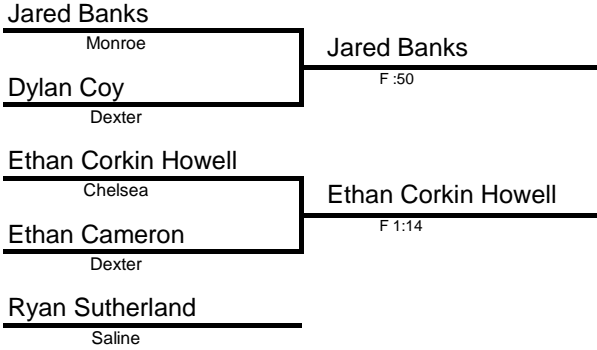 Jared Banks
Monroe
Jared Banks
F :50
Dylan Coy
Dexter
Ethan Corkin Howell
Chelsea
Ethan Corkin Howell
F 1:14
Ethan Cameron
Dexter
Ryan Sutherland
Saline